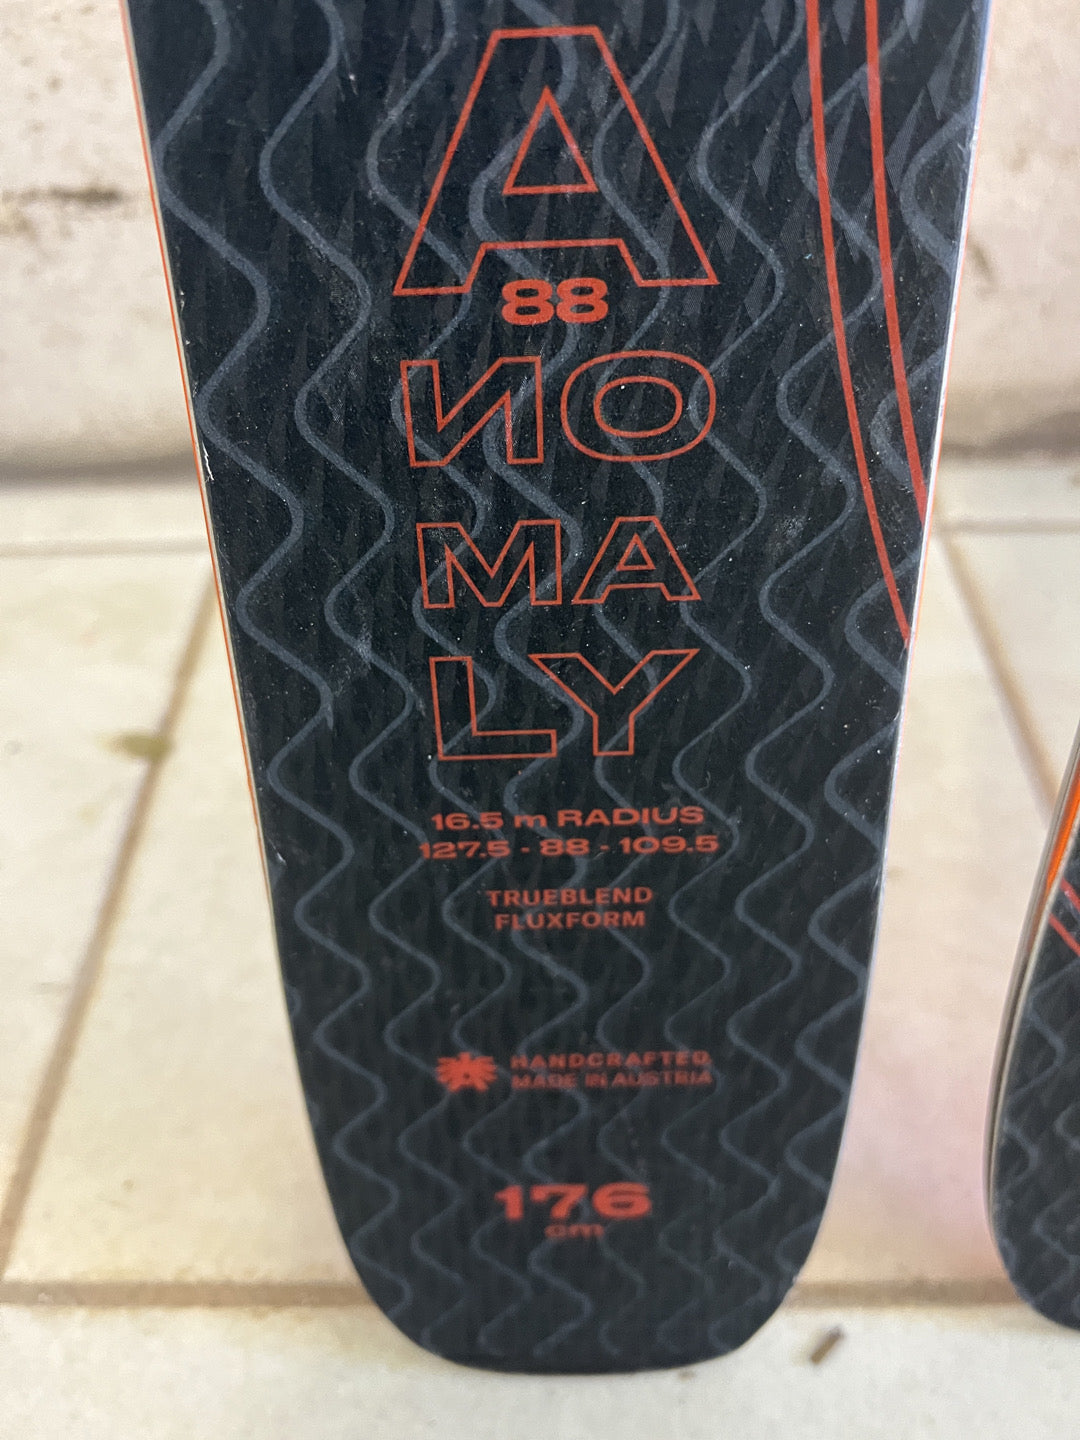 A
88
NO
MA
LY
16.5 m RADIUS
127.5 - 88 - 109.5
TRUEBLEND
FLUXFORM
HANDCRAFTED
MADE IN AUSTRIA
176
cm